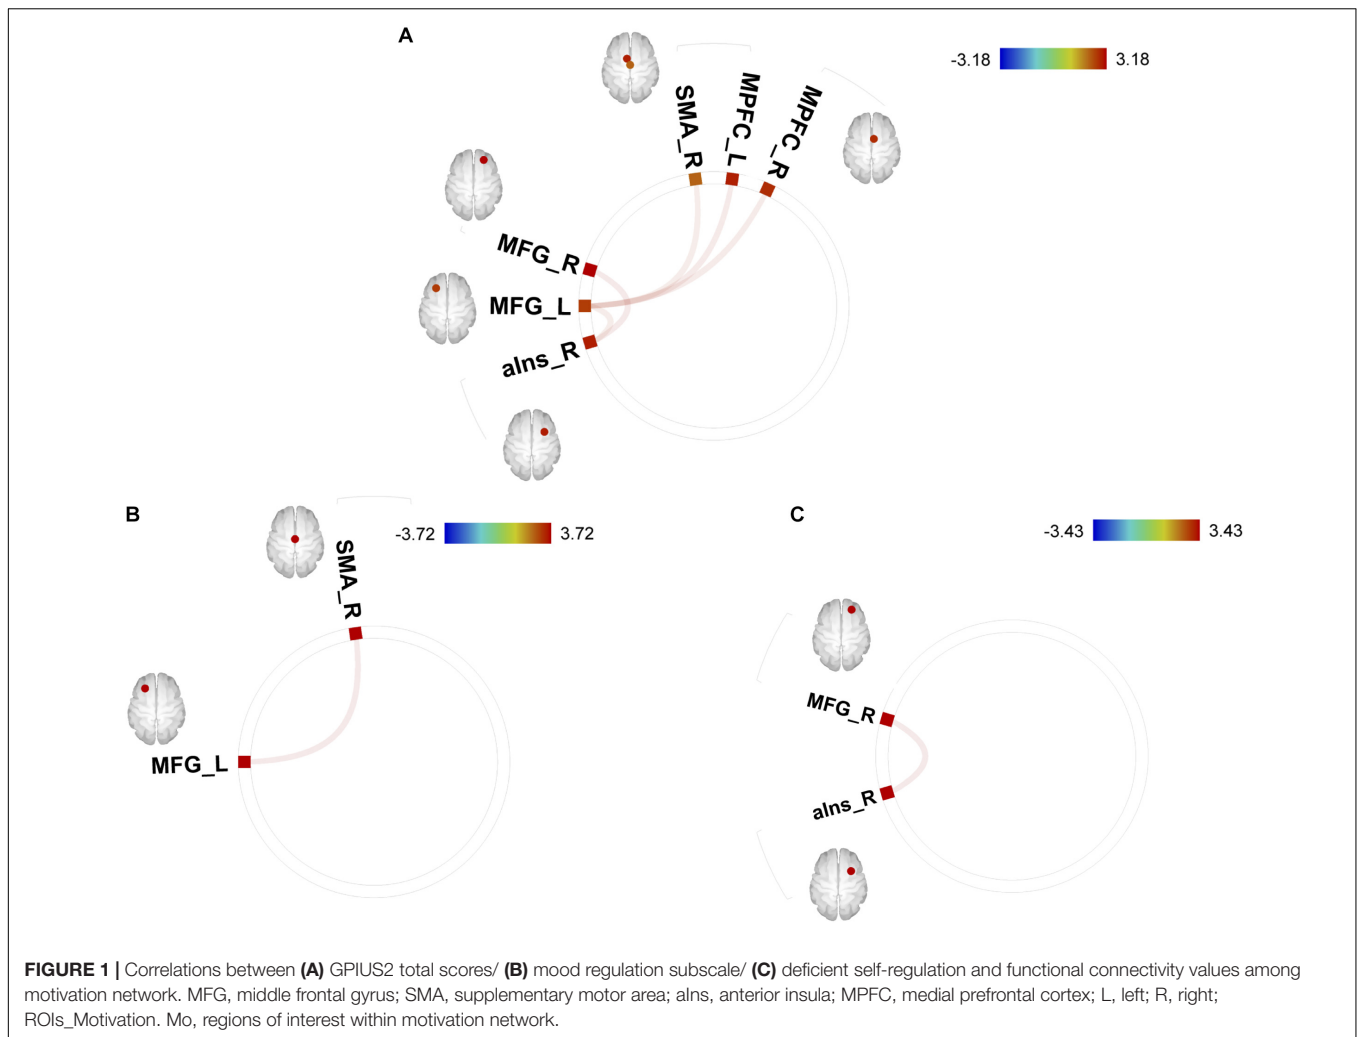 A
-3.18 3.18
SMA_R
MPFC_L
MPFC_R
MFG_R
MFG_L
aIns_R
B
-3.72 3.72
SMA_R
MFG_L
C
-3.43 3.43
MFG_R
aIns_R
FIGURE 1 | Correlations between (A) GPIUS2 total scores/ (B) mood regulation subscale/ (C) deficient self-regulation and functional connectivity values among
motivation network. MFG, middle frontal gyrus; SMA, supplementary motor area; aIns, anterior insula; MPFC, medial prefrontal cortex; L, left; R, right;
ROIs_Motivation. Mo, regions of interest within motivation network.